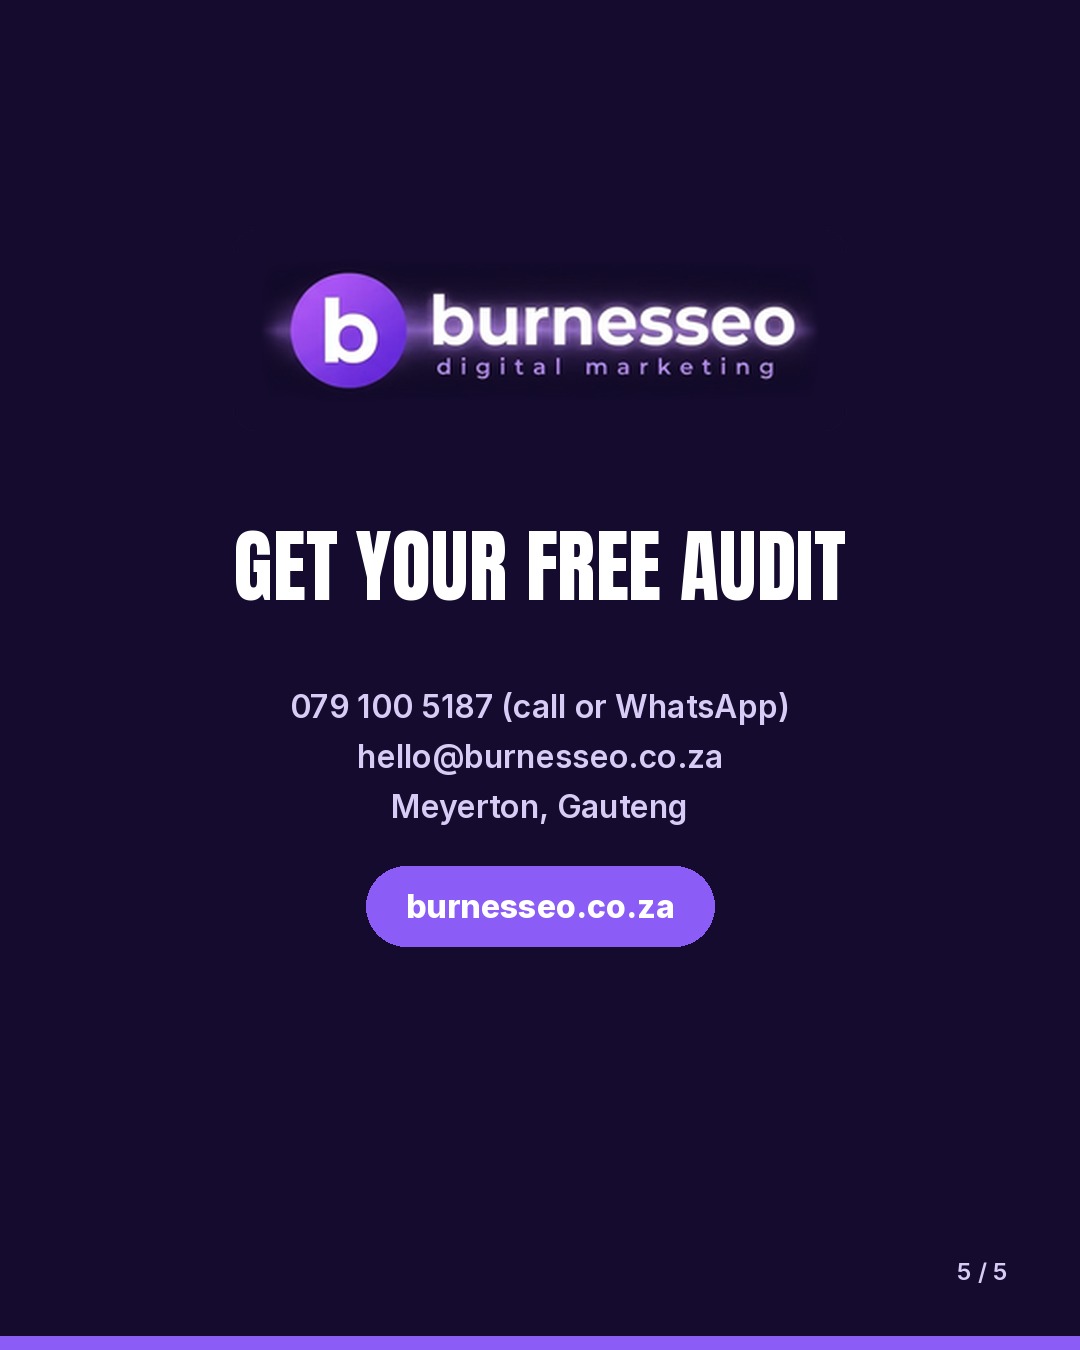 b burnesseo
digital marketing
GET YOUR FREE AUDIT
079 100 5187 (call or WhatsApp)
hello@burnesseo.co.za
Meyerton, Gauteng
burnesseo.co.za
5 / 5